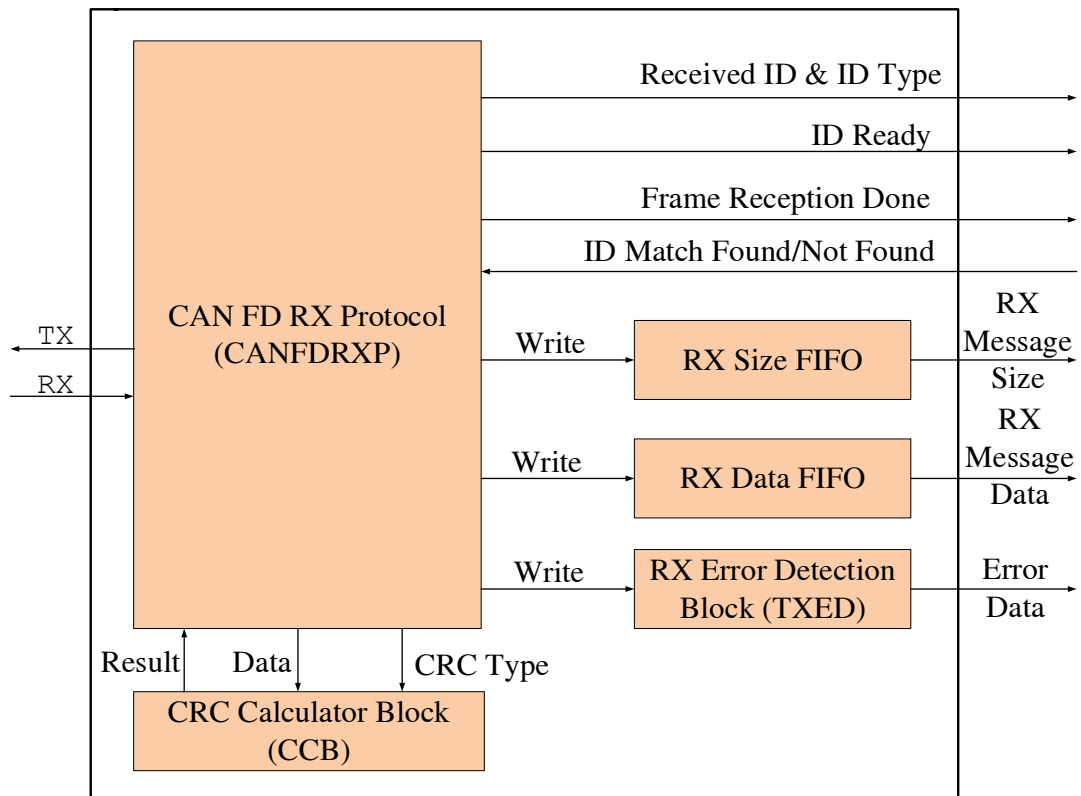 Received ID & ID Type
ID Ready
Frame Reception Done
ID Match Found/Not Found
CAN FD RX Protocol
(CANFDRXP)
TX
RX
Write
RX Size FIFO
RX
Message
Size
Write
RX Data FIFO
RX
Message
Data
Write
RX Error Detection
Block (TXED)
Error
Data
Result
Data
CRC Type
CRC Calculator Block
(CCB)